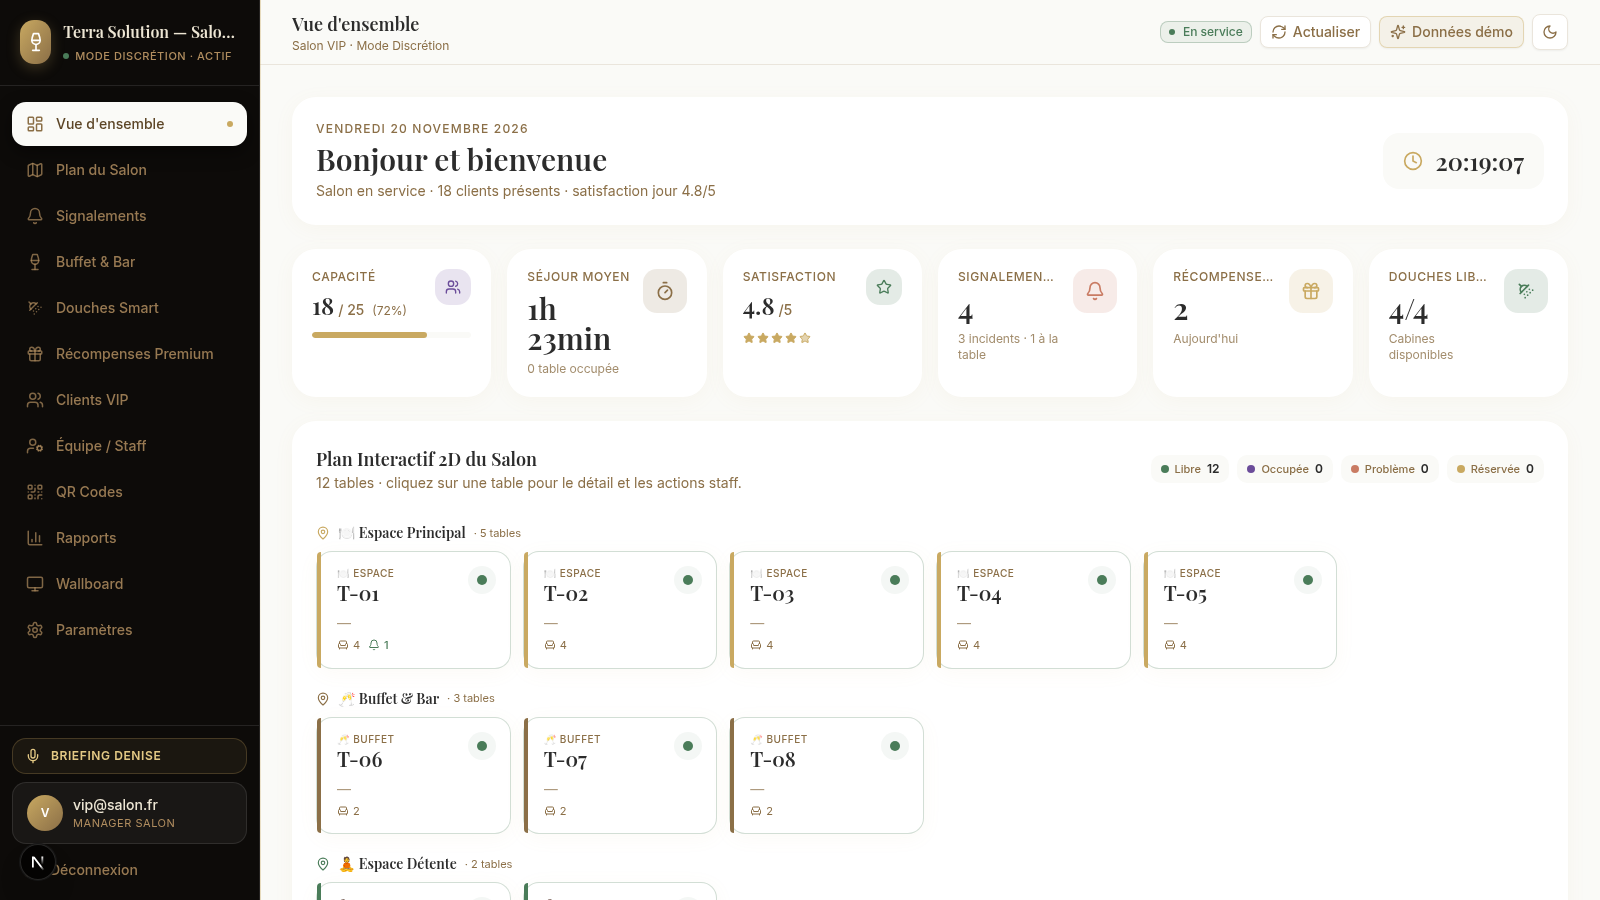 Terra Solution — Salo...
MODE DISCRÉTION · ACTIF
Vue d'ensemble
Plan du Salon
Signalements
Buffet & Bar
Douches Smart
Récompenses Premium
Clients VIP
Équipe / Staff
QR Codes
Rapports
Wallboard
Paramètres
BRIEFING DENISE
V
vip@salon.fr
MANAGER SALON
N
Déconnexion
Vue d'ensemble
Salon VIP · Mode Discrétion
En service
Actualiser
Données démo
VENDREDI 20 NOVEMBRE 2026
Bonjour et bienvenue
Salon en service · 18 clients présents · satisfaction jour 4.8/5
20:19:07
CAPACITÉ
18 / 25 (72%)
SÉJOUR MOYEN
1h
23min
0 table occupée
SATISFACTION
4.8 /5
SIGNALEMEN...
4
3 incidents · 1 à la
table
RÉCOMPENSE...
2
Aujourd'hui
DOUCHES LIB...
4/4
Cabines
disponibles
Plan Interactif 2D du Salon
12 tables · cliquez sur une table pour le détail et les actions staff.
Libre 12
Occupée 0
Problème 0
Réservée 0
🍽️ Espace Principal · 5 tables
🍽️ ESPACE
T-01
—
4 1
🍽️ ESPACE
T-02
—
4
🍽️ ESPACE
T-03
—
4
🍽️ ESPACE
T-04
—
4
🍽️ ESPACE
T-05
—
4
🥂 Buffet & Bar · 3 tables
🥂 BUFFET
T-06
—
2
🥂 BUFFET
T-07
—
2
🥂 BUFFET
T-08
—
2
🧘 Espace Détente · 2 tables